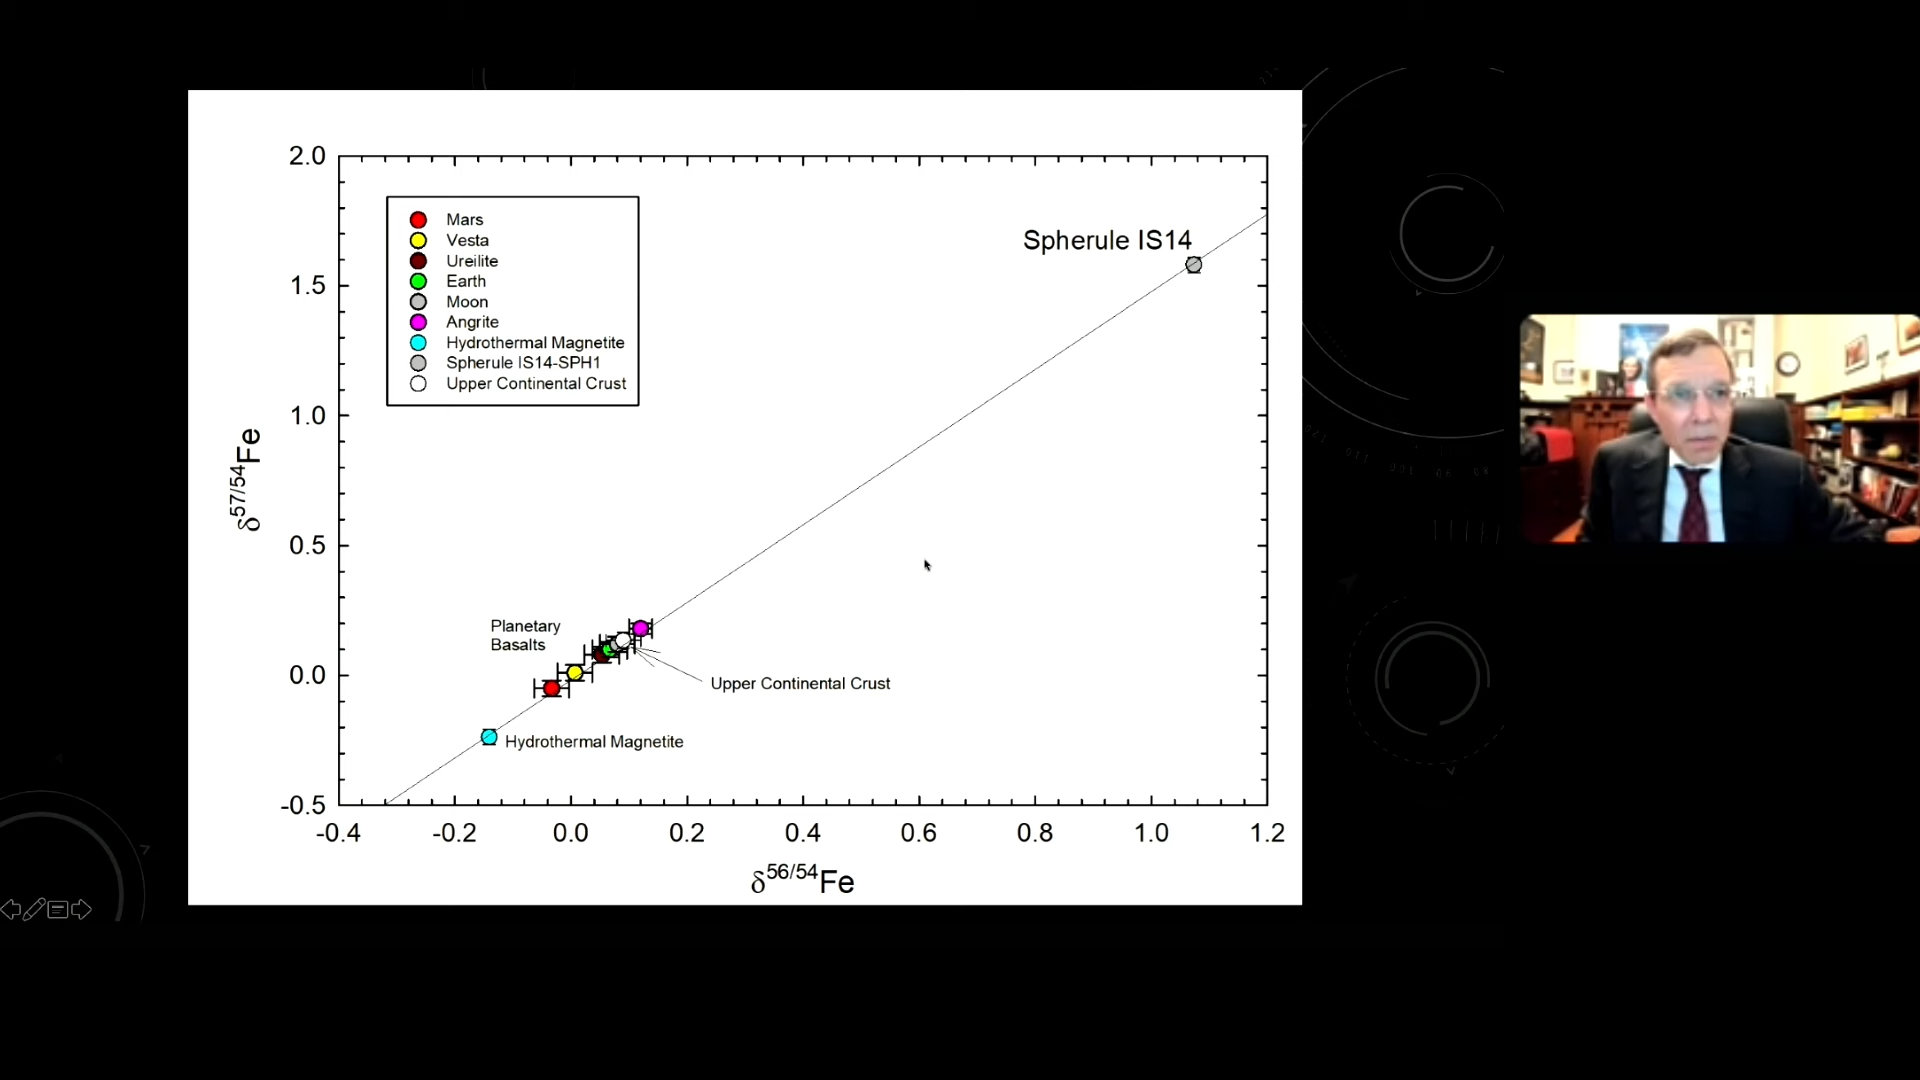 2.0
1.5
1.0
0.5
0.0
-0.5
δ57/54Fe
Mars
Vesta
Ureilite
Earth
Moon
Angrite
Hydrothermal Magnetite
Spherule IS14-SPH1
Upper Continental Crust
Spherule IS14
Planetary
Basalts
Upper Continental Crust
Hydrothermal Magnetite
-0.4 -0.2 0.0 0.2 0.4 0.6 0.8 1.0 1.2
δ56/54Fe